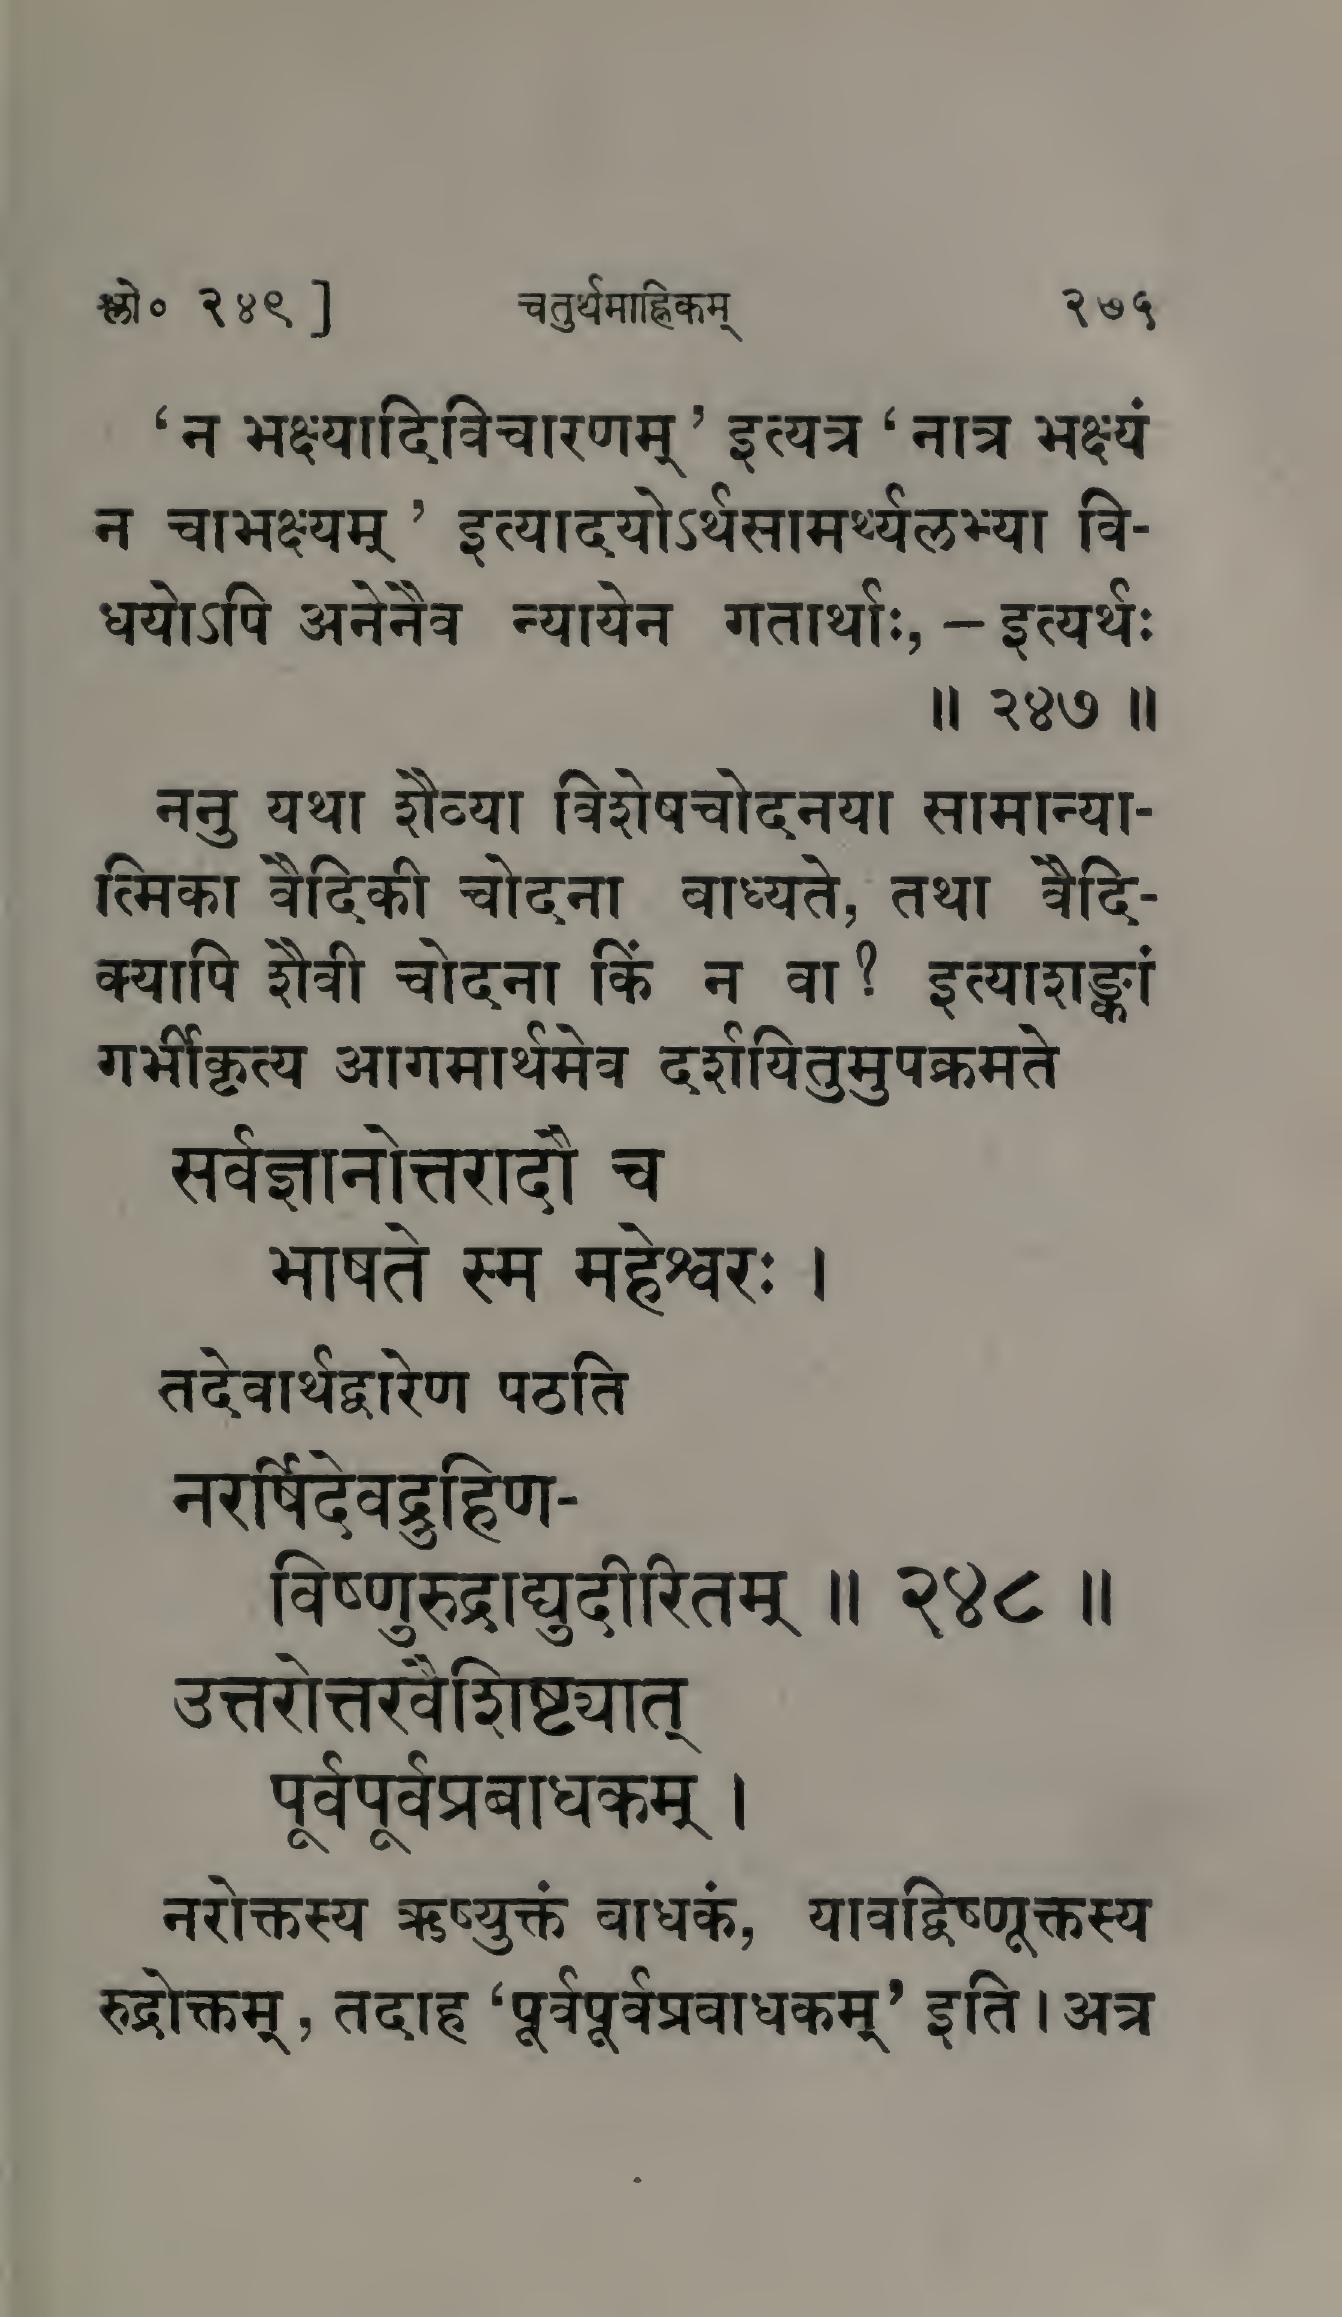 श्लो० २४९]     चतुर्थमाह्निकम्     २७५
‘न भक्ष्यादिविचारणम्’ इत्यत्र ‘नात्र भक्ष्यं
न चाभक्ष्यम्’ इत्यादयोऽर्थसामर्थ्यलभ्या वि-
धयोऽपि अनेनैव न्यायेन गतार्थाः, – इत्यर्थः
॥ २४७ ॥
ननु यथा शैव्या विशेषचोदनया सामान्या-
त्मिका वैदिकी चोदना बाध्यते, तथा वैदि-
क्यापि शैवी चोदना किं न वा? इत्याशङ्कां
गर्भीकृत्य आगमार्थमेव दर्शयितुमुपक्रमते
सर्वज्ञानोत्तरादौ च
भाषते स्म महेश्वरः ।
तदेवार्थद्वारेण पठति
नरर्षिदेवद्रुहिण-
विष्णुरुद्राद्युदीरितम् ॥ २४८ ॥
उत्तरोत्तरवैशिष्ट्यात्
पूर्वपूर्वप्रबाधकम् ।
नरोक्तस्य ऋष्युक्तं बाधकं, यावद्विष्णूक्तस्य
रुद्रोक्तम्, तदाह ‘पूर्वपूर्वप्रबाधकम्’ इति । अत्र